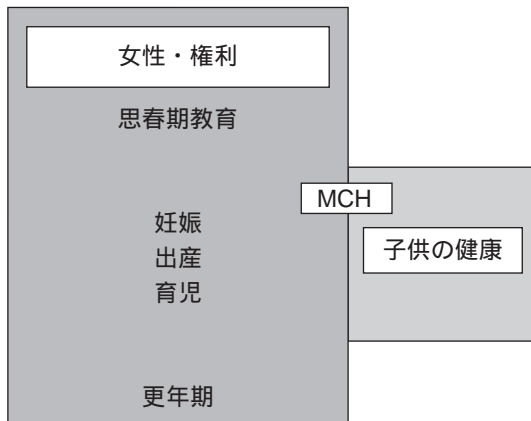 女性・権利
思春期教育
MCH
妊娠
出産
育児
子供の健康
更年期